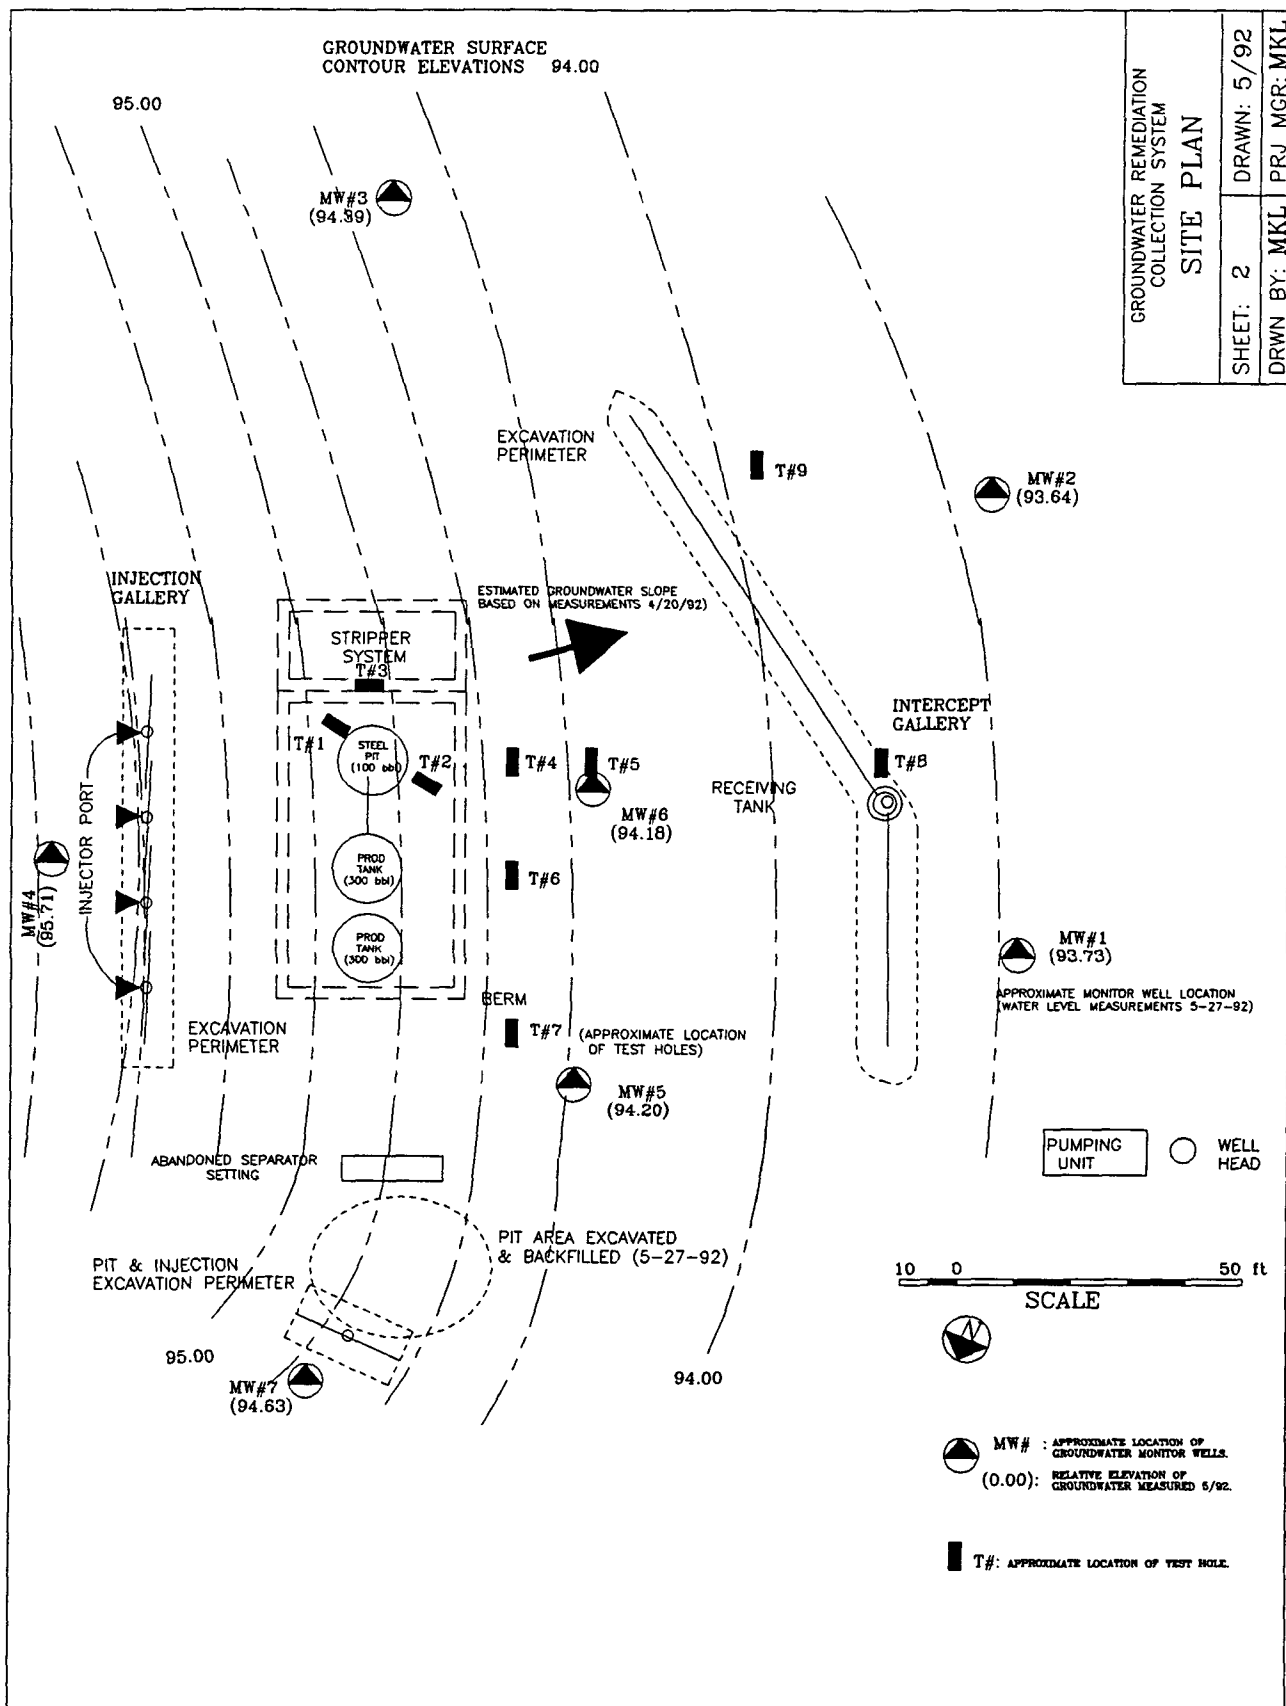 GROUNDWATER SURFACE
CONTOUR ELEVATIONS 94.00
95.00
GROUNDWATER REMEDIATION
COLLECTION SYSTEM
SITE PLAN
SHEET: 2
DRAWN: 5/92
DRWN BY: MKL
PRJ MGR: MKL
MW#3
(94.39)
EXCAVATION
PERIMETER
T#9
MW#2
(93.64)
INJECTION
GALLERY
ESTIMATED GROUNDWATER SLOPE
BASED ON MEASUREMENTS 4/20/92)
STRIPPER
SYSTEM
T#3
T#1
STEEL
PIT
(100 bbl)
T#2
T#4
T#5
INTERCEPT
GALLERY
T#8
RECEIVING
TANK
MW#6
(94.18)
INJECTOR PORT
MW#4
(95.71)
PROD
TANK
(300 bbl)
T#6
PROD
TANK
(300 bbl)
MW#1
(93.73)
APPROXIMATE MONITOR WELL LOCATION
(WATER LEVEL MEASUREMENTS 5-27-92)
BERM
EXCAVATION
PERIMETER
T#7
(APPROXIMATE LOCATION
OF TEST HOLES)
MW#5
(94.20)
ABANDONED SEPARATOR
SETTING
PUMPING
UNIT
WELL
HEAD
PIT & INJECTION
EXCAVATION PERIMETER
PIT AREA EXCAVATED
& BACKFILLED (5-27-92)
10 0 50 ft
SCALE
N
95.00
MW#7
(94.63)
94.00
MW# : APPROXIMATE LOCATION OF
GROUNDWATER MONITOR WELLS.
(0.00): RELATIVE ELEVATION OF
GROUNDWATER MEASURED 5/92.
T#: APPROXIMATE LOCATION OF TEST HOLE.